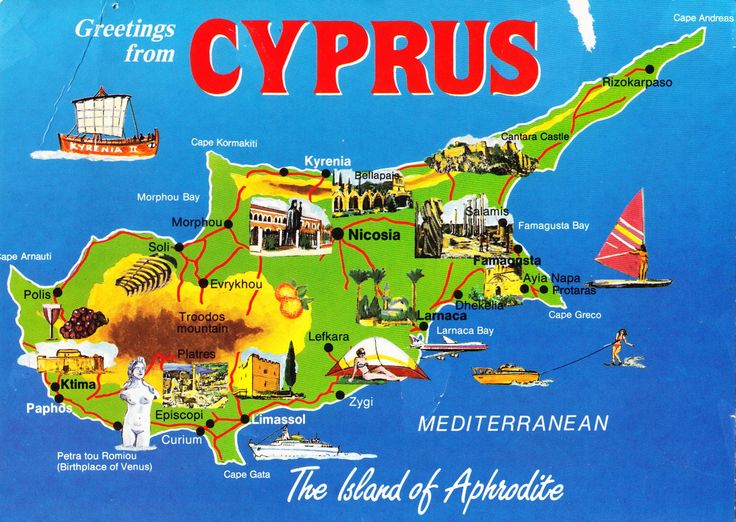 Greetings
from
CYPRUS
Cape Andreas
Rizokarpaso
KYRENIA II
Cantara Castle
Cape Kormakiti
Kyrenia
Bellapais
Morphou Bay
Morphou
Salamis
Famagusta Bay
Nicosia
Soli
Famagusta
Cape Arnauti
Evrykhou
Ayia Napa
Polis
Protaras
Dhekelia
Larnaca
Cape Greco
Troodos
mountain
Larnaca Bay
Lefkara
Platres
Ktima
Paphos
Zygi
Episcopi
Limassol
MEDITERRANEAN
Curium
Petra tou Romiou
(Birthplace of Venus)
Cape Gata
The Island of Aphrodite